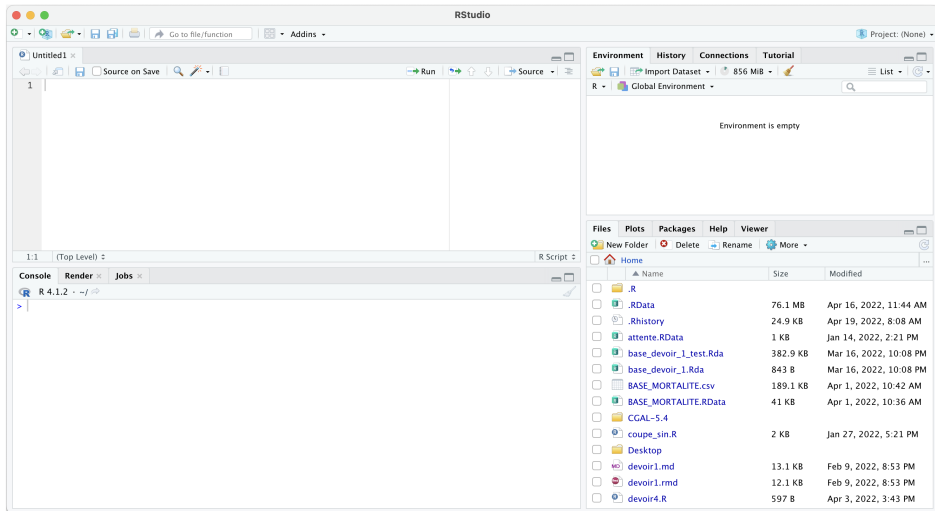 RStudio
Go to file/function Addins Project: (None)
Untitled1
Source on Save Run Source
1
1:1 (Top Level) R Script
Console Render Jobs
R 4.1.2 · ~/
>
Environment History Connections Tutorial
Import Dataset 856 MiB List
R Global Environment
Environment is empty
Files Plots Packages Help Viewer
New Folder Delete Rename More
Home ...
Name Size Modified
.R
.RData 76.1 MB Apr 16, 2022, 11:44 AM
.Rhistory 24.9 KB Apr 19, 2022, 8:08 AM
attente.RData 1 KB Jan 14, 2022, 2:21 PM
base_devoir_1_test.Rda 382.9 KB Mar 16, 2022, 10:08 PM
base_devoir_1.Rda 843 B Mar 16, 2022, 10:08 PM
BASE_MORTALITE.csv 189.1 KB Apr 1, 2022, 10:42 AM
BASE_MORTALITE.RData 41 KB Apr 1, 2022, 10:36 AM
CGAL-5.4
coupe_sin.R 2 KB Jan 27, 2022, 5:21 PM
Desktop
devoir1.md 13.1 KB Feb 9, 2022, 8:53 PM
devoir1.rmd 12.1 KB Feb 9, 2022, 8:53 PM
devoir4.R 597 B Apr 3, 2022, 3:43 PM